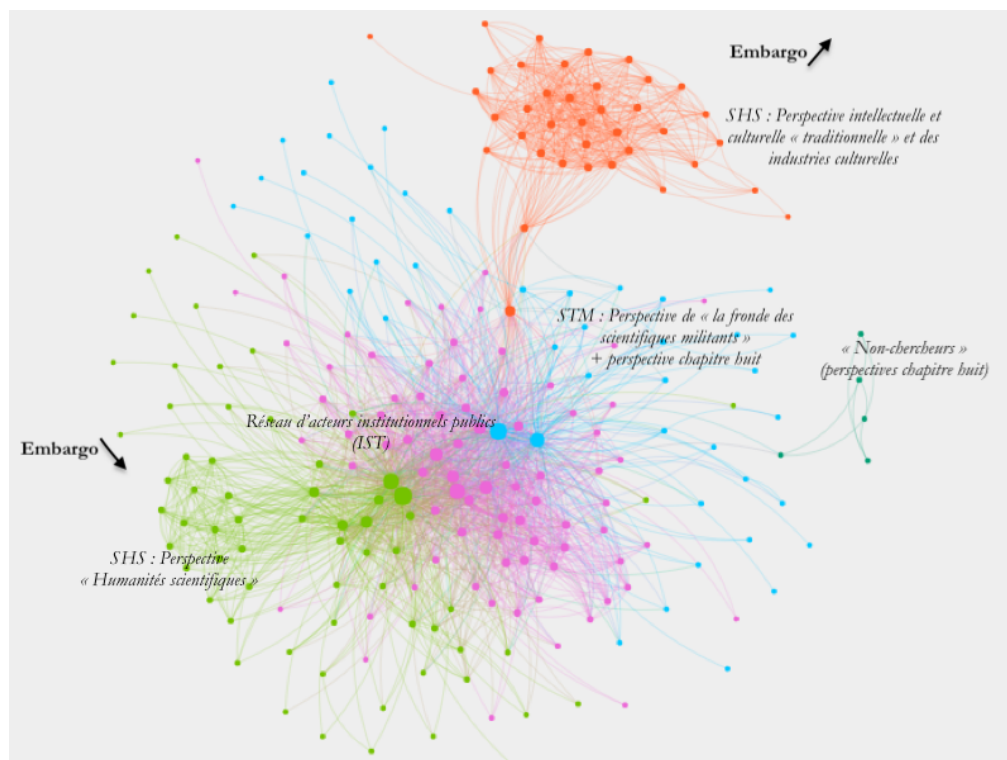 Embargo
SHS : Perspective intellectuelle et
culturelle « traditionnelle » et des
industries culturelles
STM : Perspective de « la fronde des
scientifiques militants »
+ perspective chapitre huit
« Non-chercheurs »
(perspectives chapitre huit)
Réseau d'acteurs institutionnels publics
(IST)
Embargo
SHS : Perspective
« Humanités scientifiques »